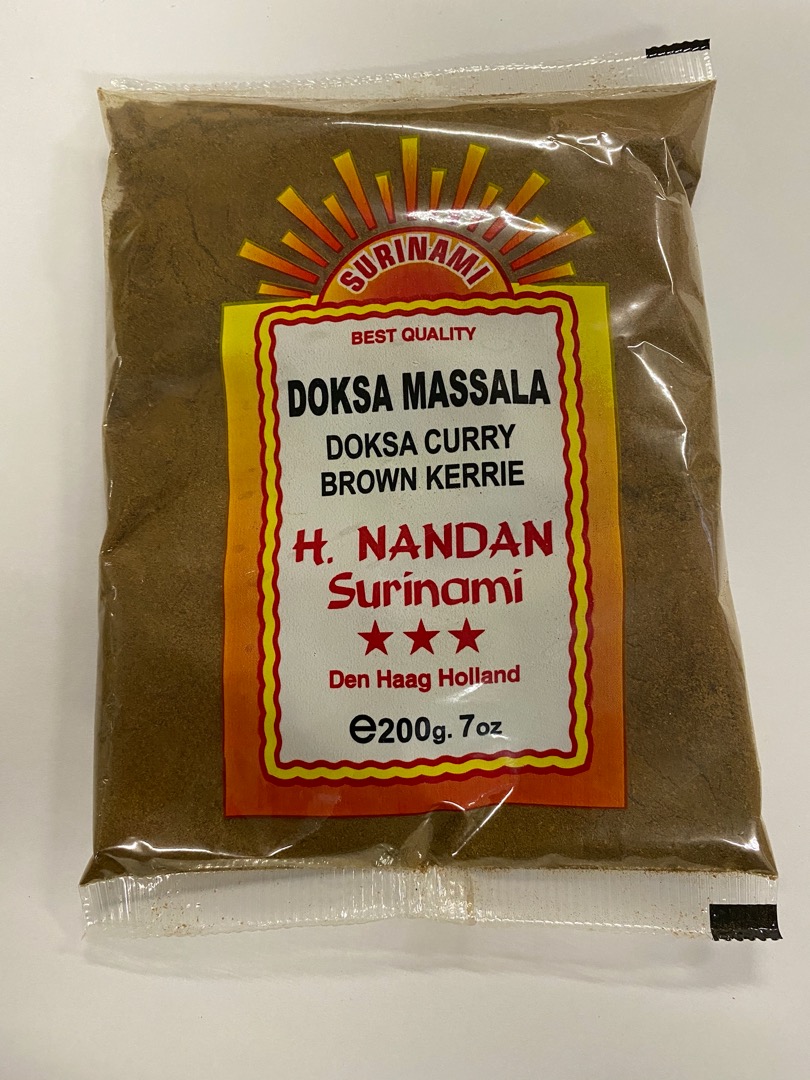 SURINAMI
BEST QUALITY
DOKSA MASSALA
DOKSA CURRY
BROWN KERRIE
H. NANDAN
Surinami
★★★
Den Haag Holland
℮200g. 7oz